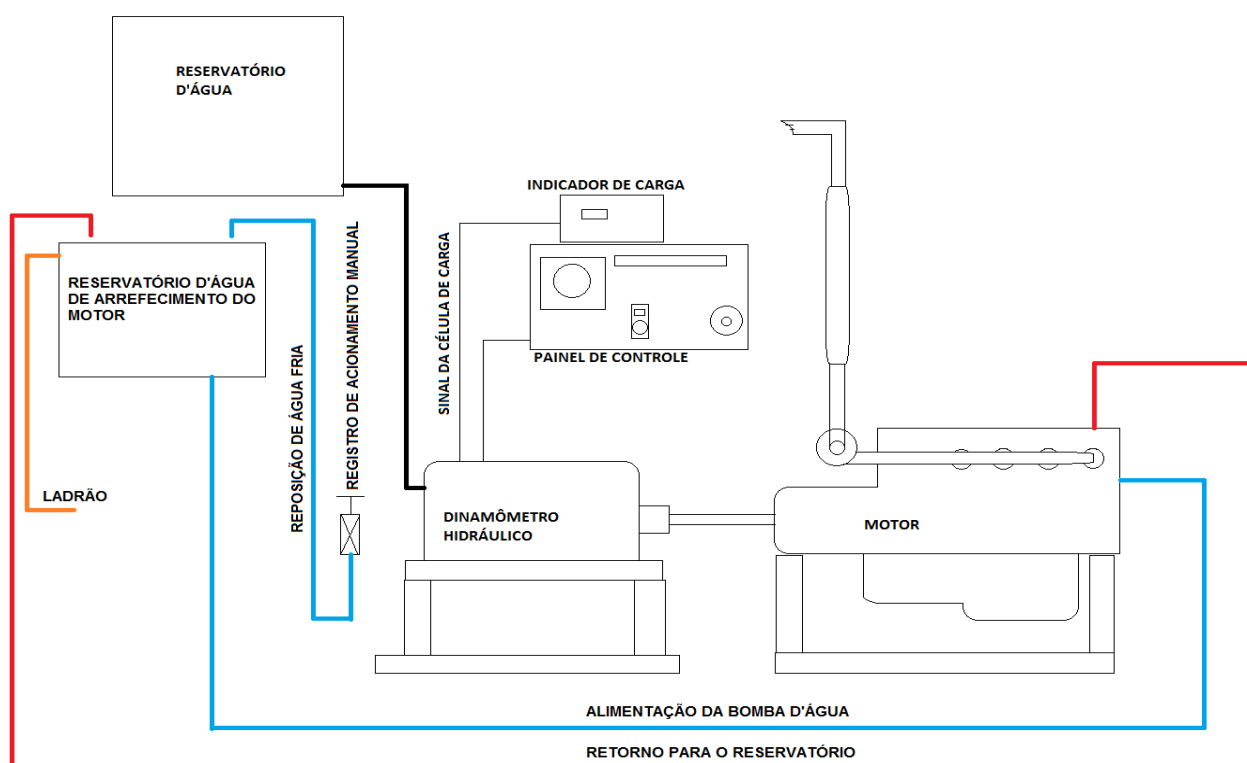 RESERVATÓRIO
D'ÁGUA
INDICADOR DE CARGA
RESERVATÓRIO D'ÁGUA
DE ARREFECIMENTO DO
MOTOR
REPOSIÇÃO DE ÁGUA FRIA
REGISTRO DE ACIONAMENTO MANUAL
SINAL DA CÉLULA DE CARGA
PAINEL DE CONTROLE
LADRÃO
DINAMÔMETRO
HIDRÁULICO
MOTOR
ALIMENTAÇÃO DA BOMBA D'ÁGUA
RETORNO PARA O RESERVATÓRIO